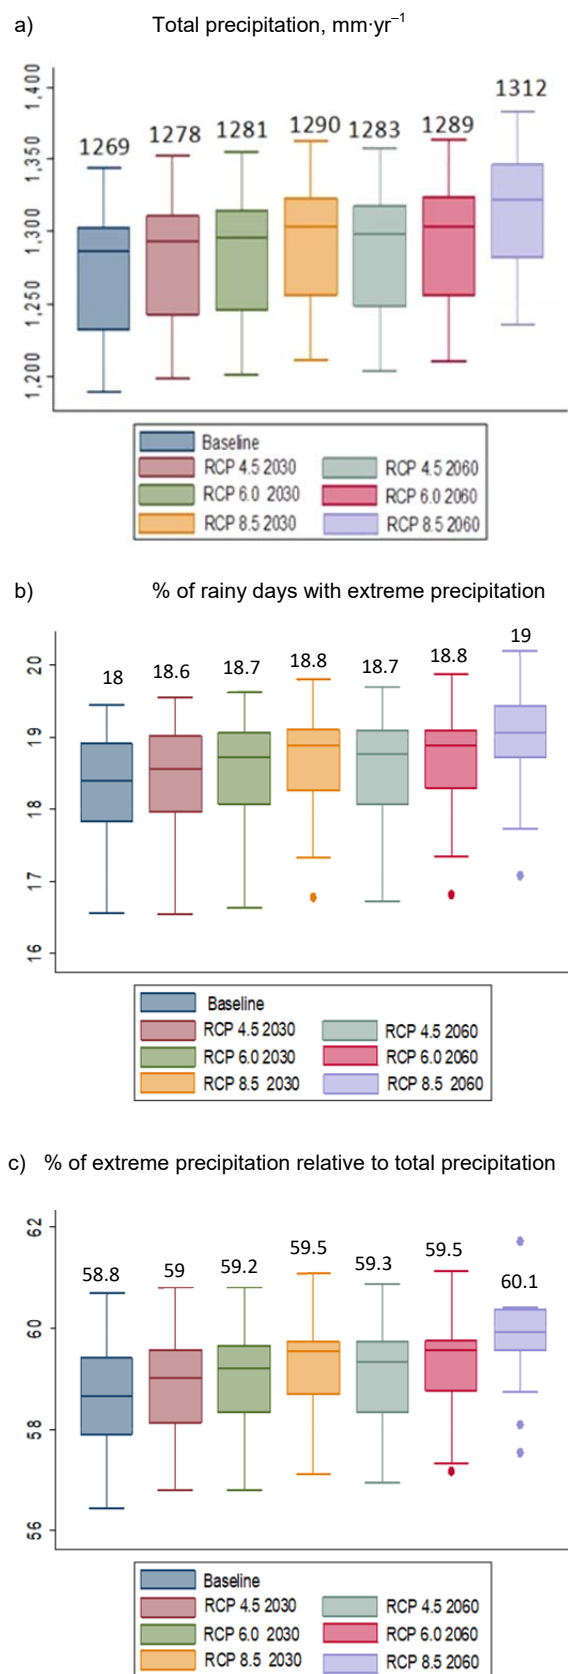 a) Total precipitation, mm·yr⁻¹
1,400
1,350
1,300
1,250
1,200
1269 1278 1281 1290 1283 1289 1312
Baseline
RCP 4.5 2030 RCP 4.5 2060
RCP 6.0 2030 RCP 6.0 2060
RCP 8.5 2030 RCP 8.5 2060
b) % of rainy days with extreme precipitation
20
19
18
17
16
18 18.6 18.7 18.8 18.7 18.8 19
Baseline
RCP 4.5 2030 RCP 4.5 2060
RCP 6.0 2030 RCP 6.0 2060
RCP 8.5 2030 RCP 8.5 2060
c) % of extreme precipitation relative to total precipitation
62
60
58
56
58.8 59 59.2 59.5 59.3 59.5 60.1
Baseline
RCP 4.5 2030 RCP 4.5 2060
RCP 6.0 2030 RCP 6.0 2060
RCP 8.5 2030 RCP 8.5 2060